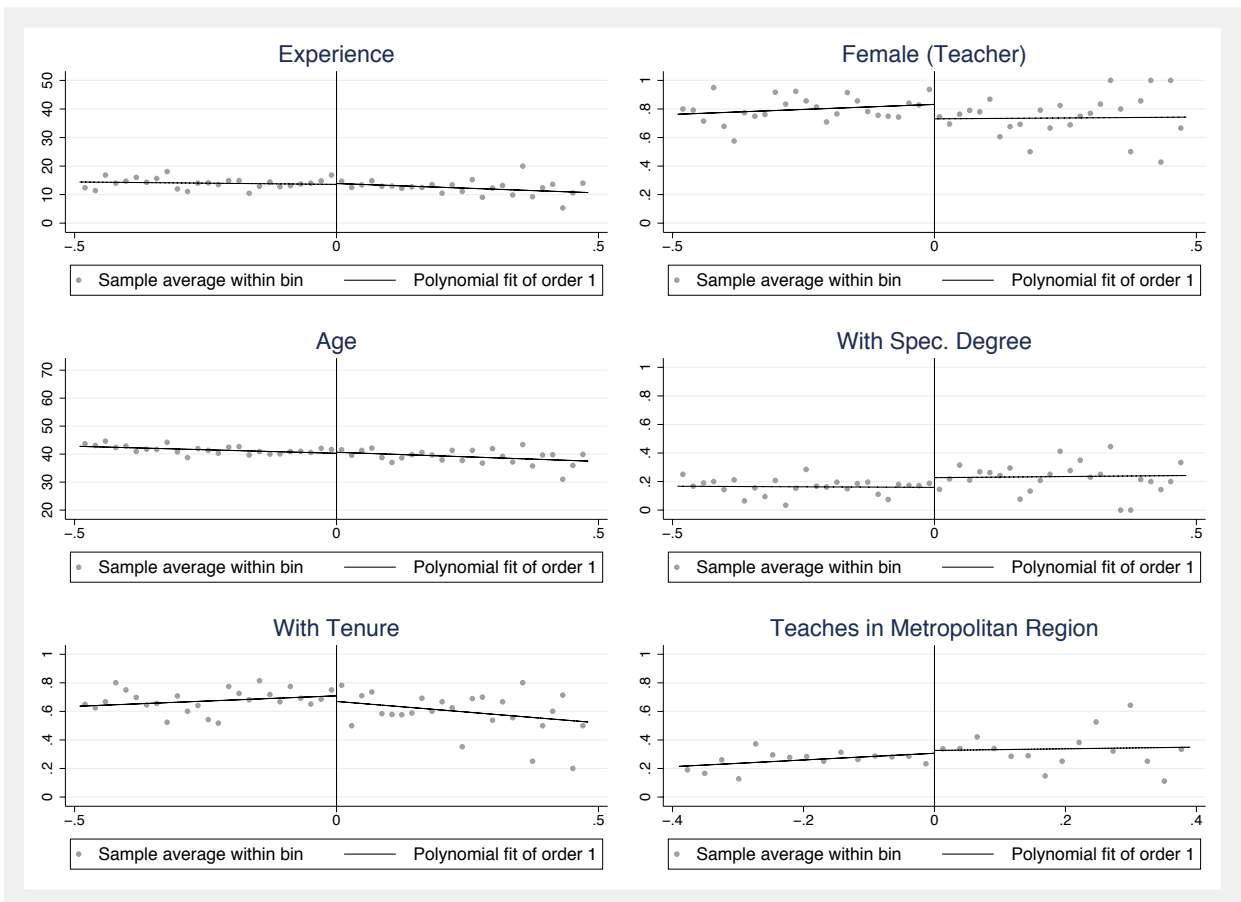 Experience
50
40
30
20
10
0
−.5 0 .5
Sample average within bin Polynomial fit of order 1
Female (Teacher)
1
.8
.6
.4
.2
0
−.5 0 .5
Sample average within bin Polynomial fit of order 1
Age
70
60
50
40
30
20
−.5 0 .5
Sample average within bin Polynomial fit of order 1
With Spec. Degree
1
.8
.6
.4
.2
0
−.5 0 .5
Sample average within bin Polynomial fit of order 1
With Tenure
1
.8
.6
.4
.2
0
−.5 0 .5
Sample average within bin Polynomial fit of order 1
Teaches in Metropolitan Region
1
.8
.6
.4
.2
0
−.4 −.2 0 .2 .4
Sample average within bin Polynomial fit of order 1